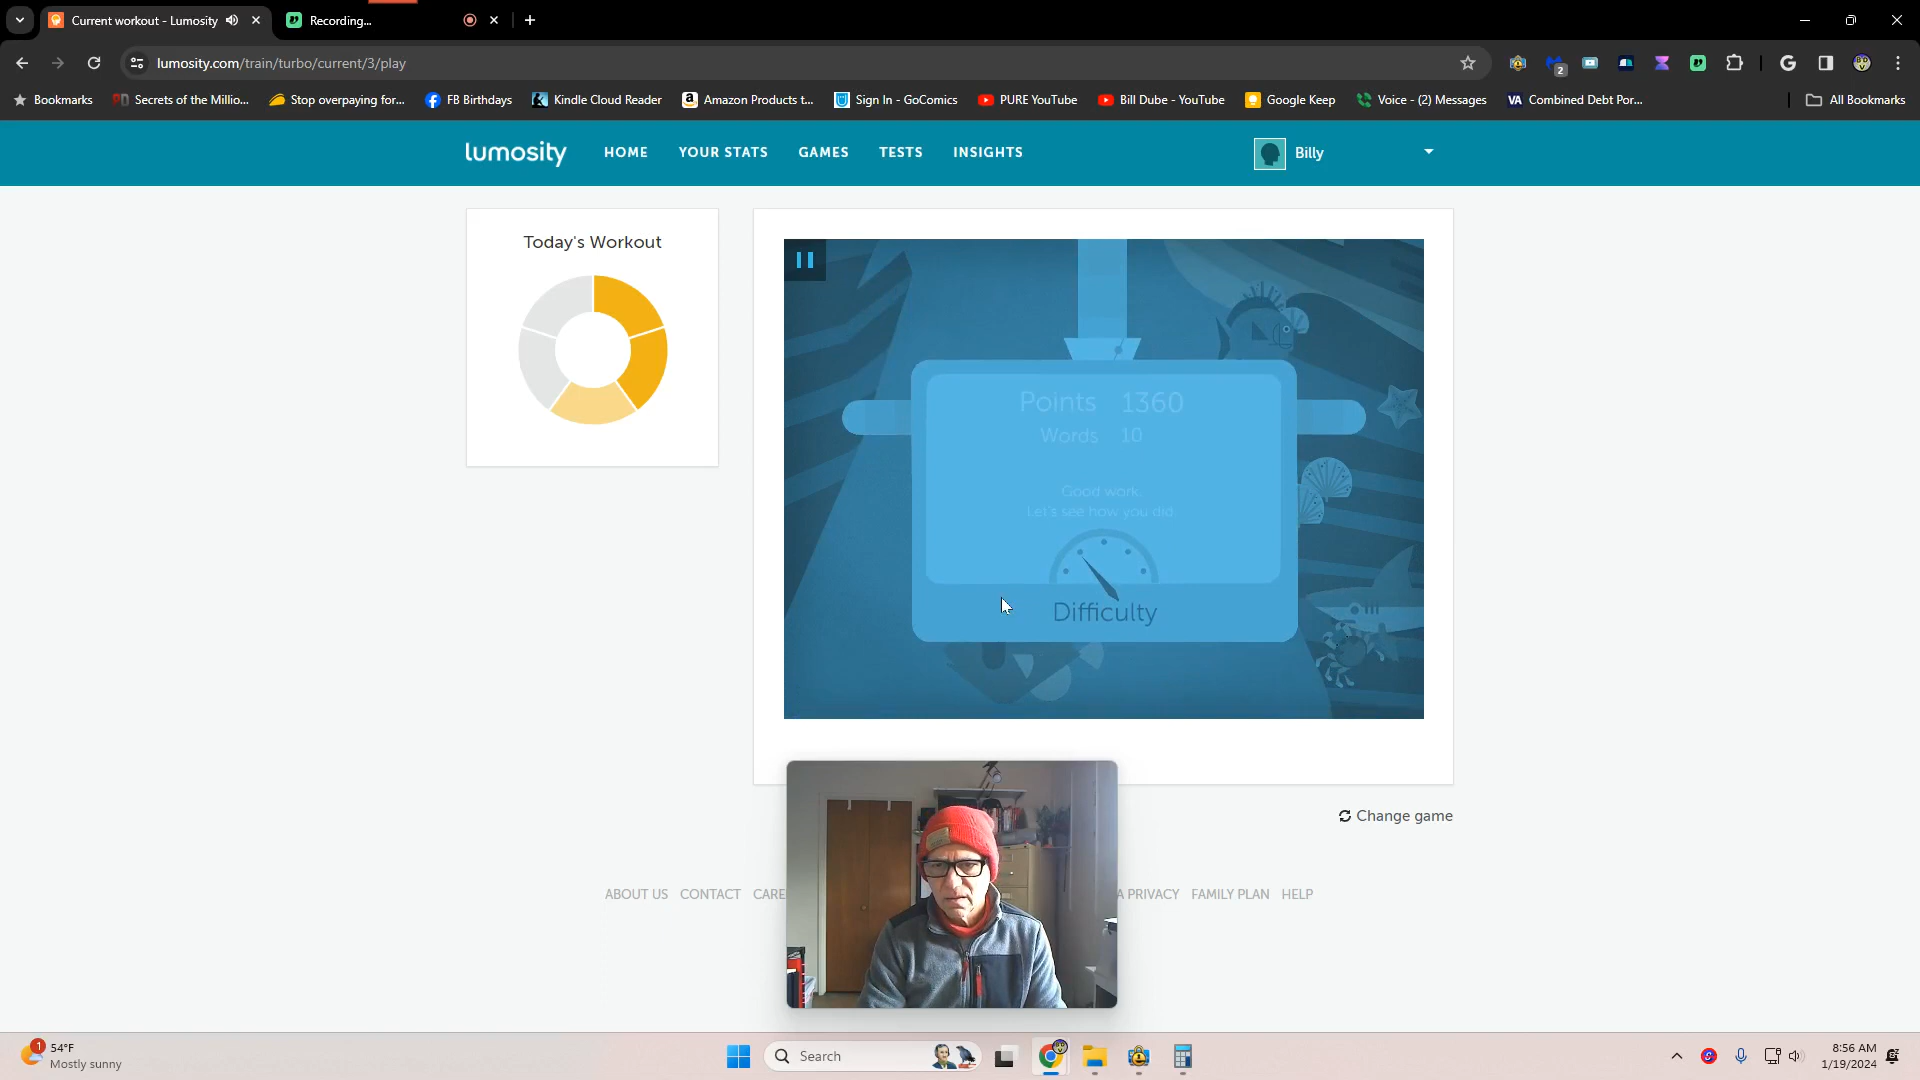 Current workout - Lumosity
Recording...
lumosity.com/train/turbo/current/3/play
2
Bookmarks
Secrets of the Millio...
Stop overpaying for...
FB Birthdays
Kindle Cloud Reader
Amazon Products t...
Sign In - GoComics
PURE YouTube
Bill Dube - YouTube
Google Keep
Voice - (2) Messages
VA Combined Debt Por...
All Bookmarks
lumosity
HOME
YOUR STATS
GAMES
TESTS
INSIGHTS
Billy
Today's Workout
Points 1360
Words 10
Good work.
Let's see how you did.
Difficulty
Change game
ABOUT US
CONTACT
CARE
A PRIVACY
FAMILY PLAN
HELP
1
54°F
Mostly sunny
Search
8:56 AM
1/19/2024